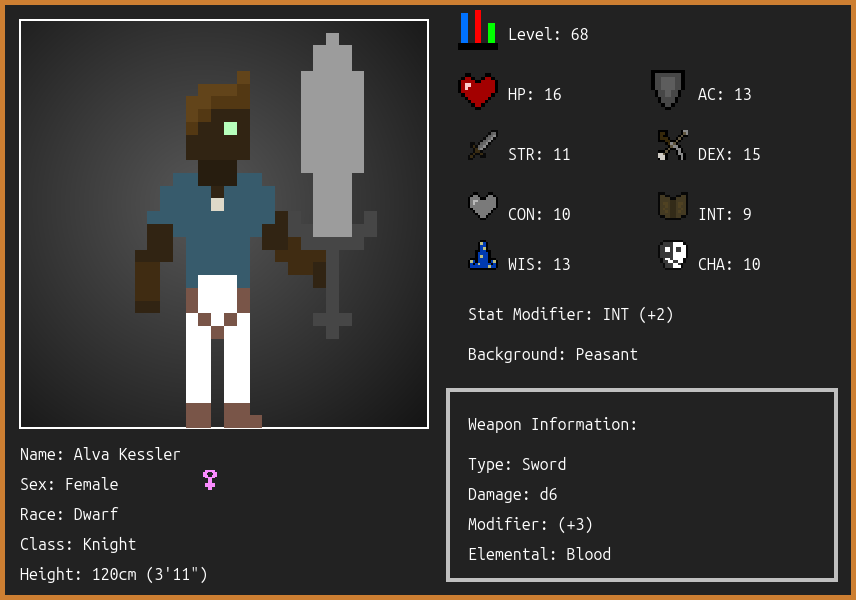 Level: 68
HP: 16
AC: 13
STR: 11
DEX: 15
CON: 10
INT: 9
WIS: 13
CHA: 10
Stat Modifier: INT (+2)
Background: Peasant
Weapon Information:
Type: Sword
Damage: d6
Modifier: (+3)
Elemental: Blood
Name: Alva Kessler
Sex: Female
Race: Dwarf
Class: Knight
Height: 120cm (3'11")